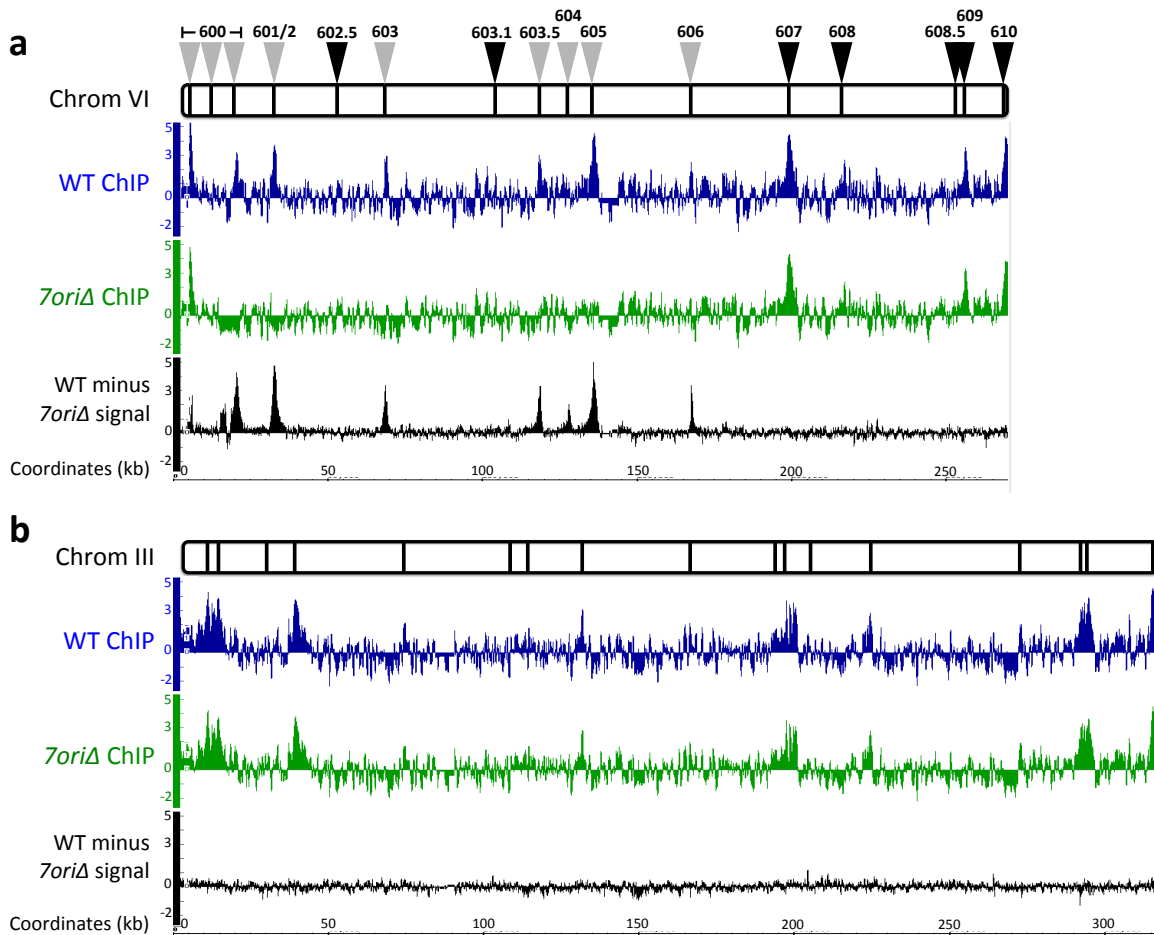 a
600 601/2 602.5 603 603.1 603.5 604 605 606 607 608 608.5 609 610
Chrom VI
5
3
0
-2
WT ChIP
5
3
0
-2
7oriΔ ChIP
5
3
0
-2
WT minus
7oriΔ signal
Coordinates (kb)
0 50 100 150 200 250
b
Chrom III
5
3
0
-2
WT ChIP
5
3
0
-2
7oriΔ ChIP
5
3
0
-2
WT minus
7oriΔ signal
Coordinates (kb)
0 50 100 150 200 250 300